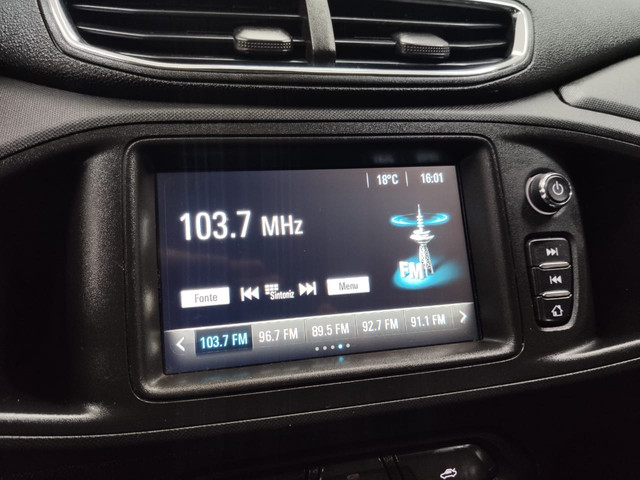 18°C 16:01
103.7 MHz
FM
Fonte Sintoniz Menu
103.7 FM 96.7 FM 89.5 FM 92.7 FM 91.1 FM